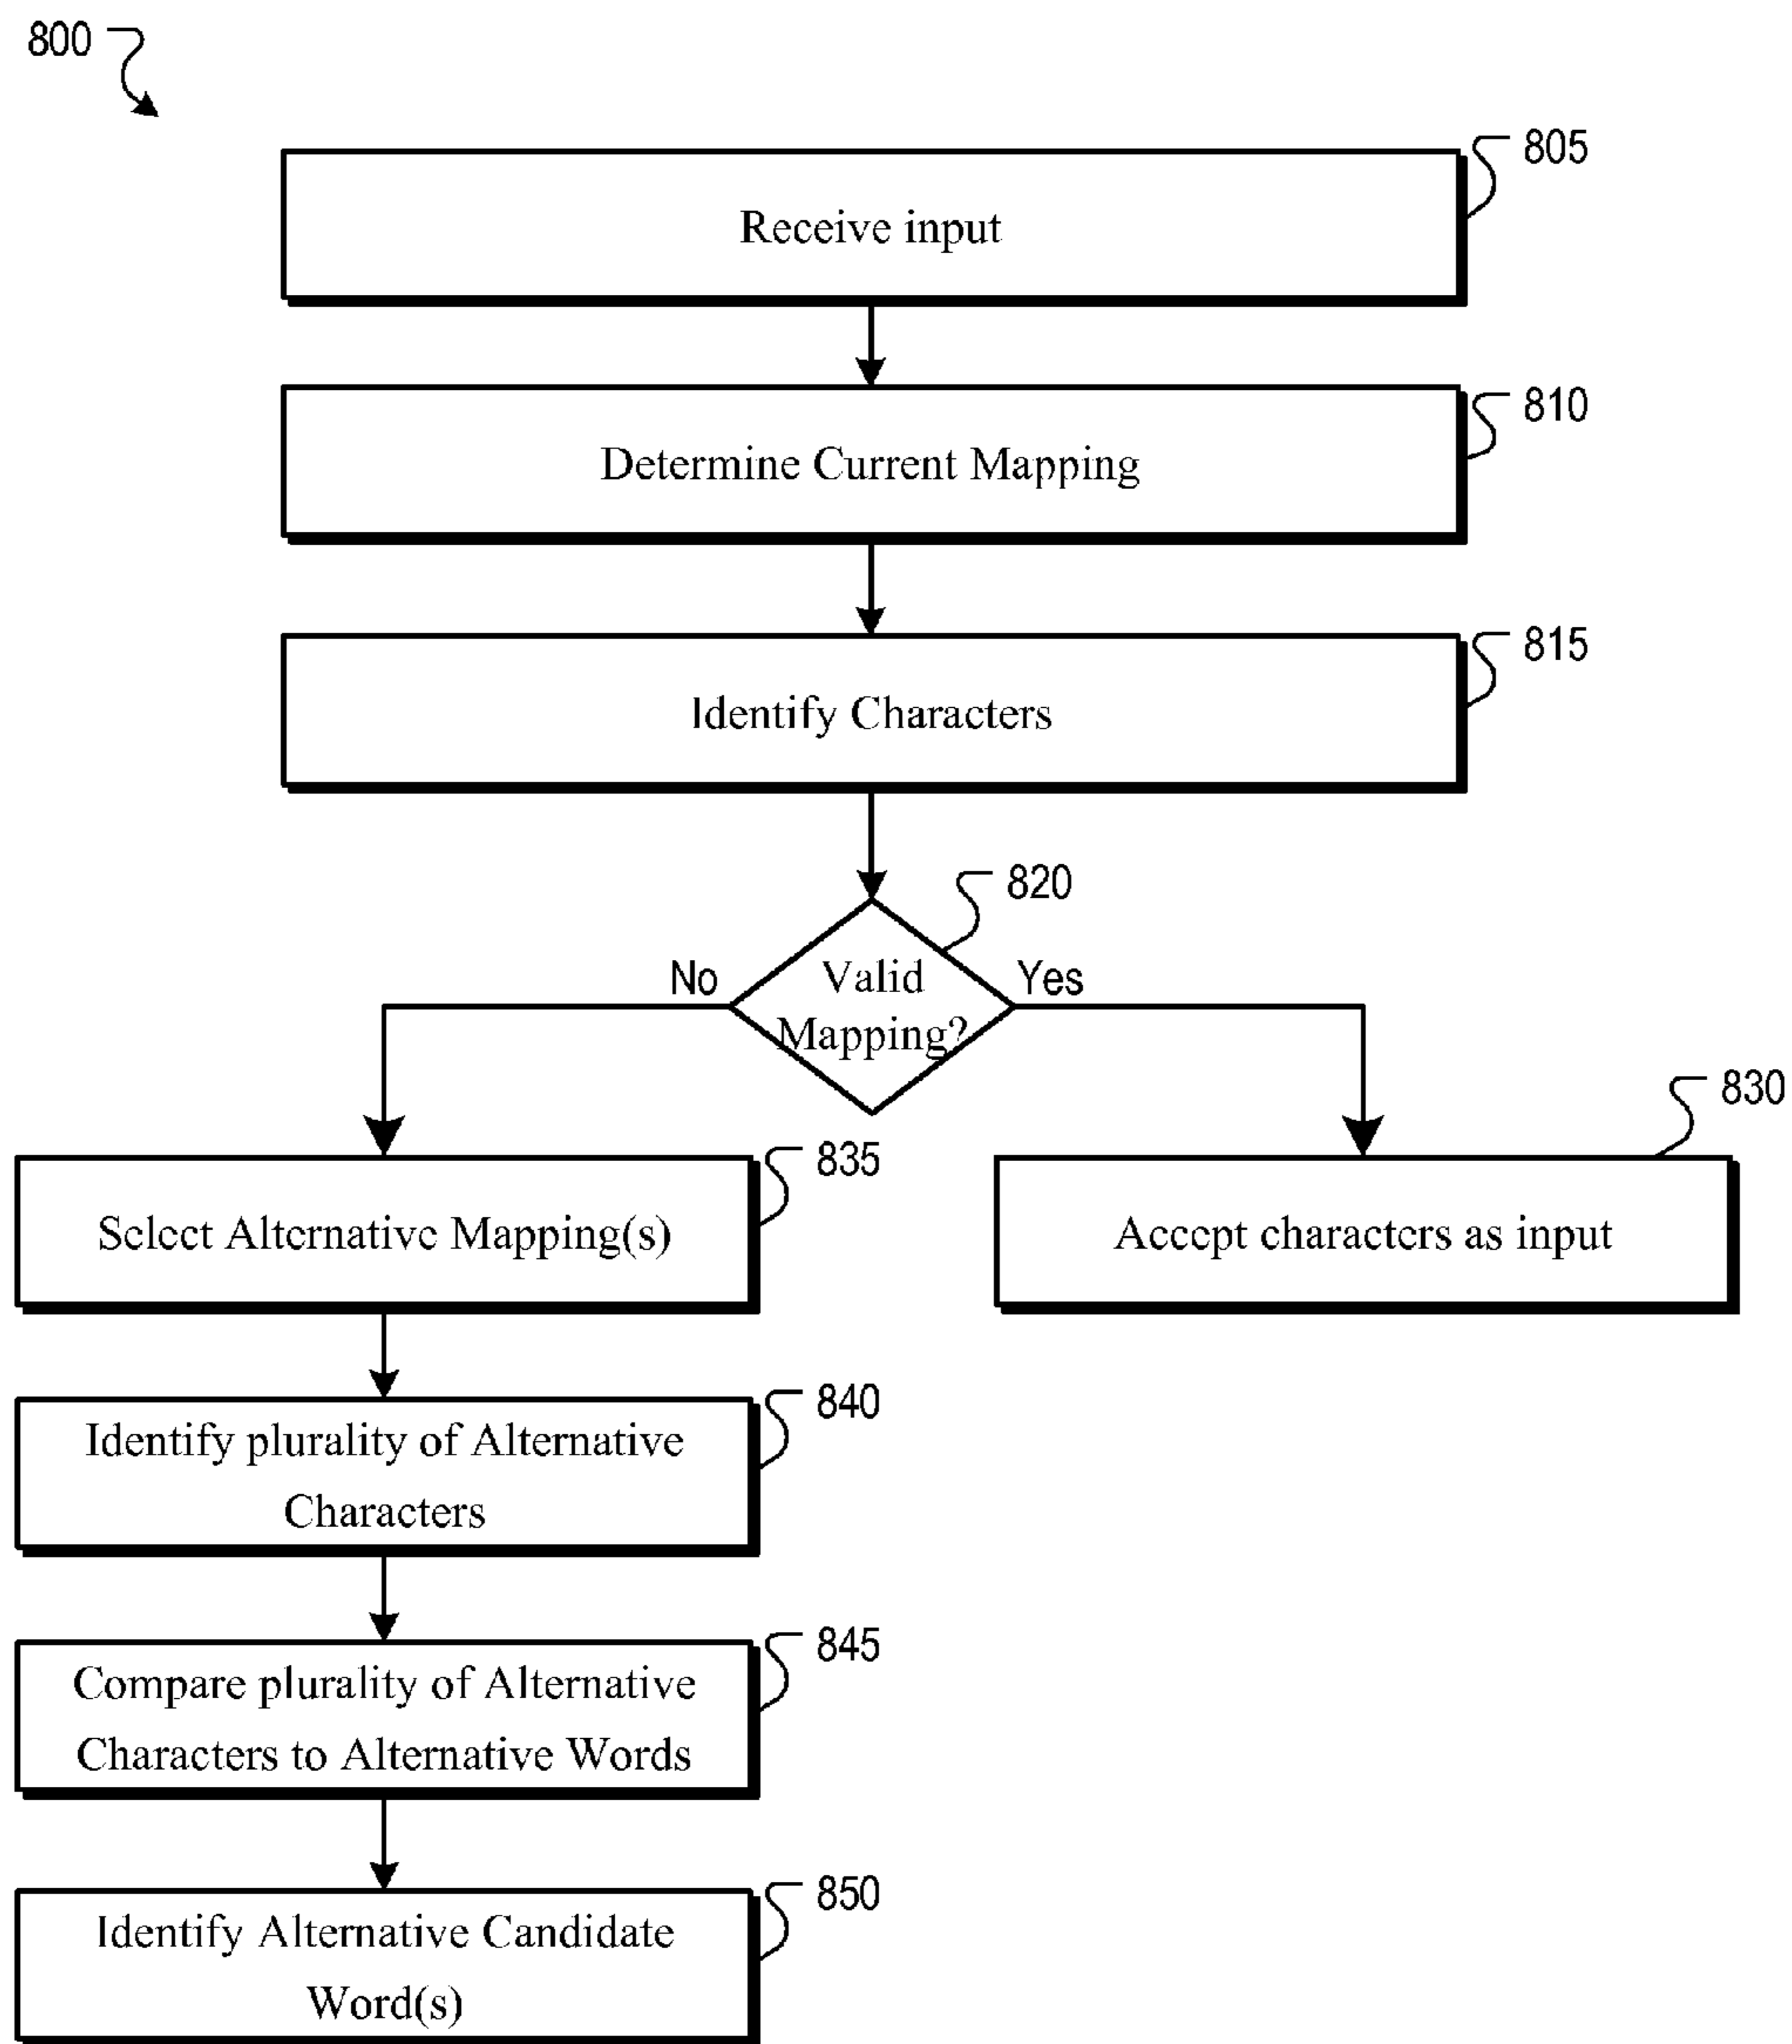 800
805
Receive input
810
Determine Current Mapping
815
Identify Characters
820
No
Valid
Mapping?
Yes
830
835
Select Alternative Mapping(s)
Accept characters as input
840
Identify plurality of Alternative
Characters
845
Compare plurality of Alternative
Characters to Alternative Words
850
Identify Alternative Candidate
Word(s)